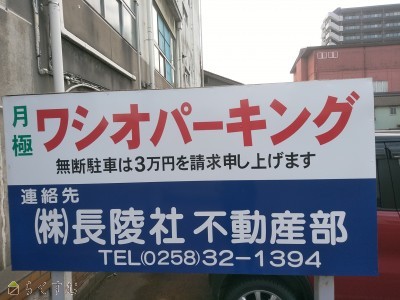 月極 ワシオパーキング
無断駐車は3万円を請求申し上げます
連絡先
㈱長陵社 不動産部
TEL(0258)32-1394